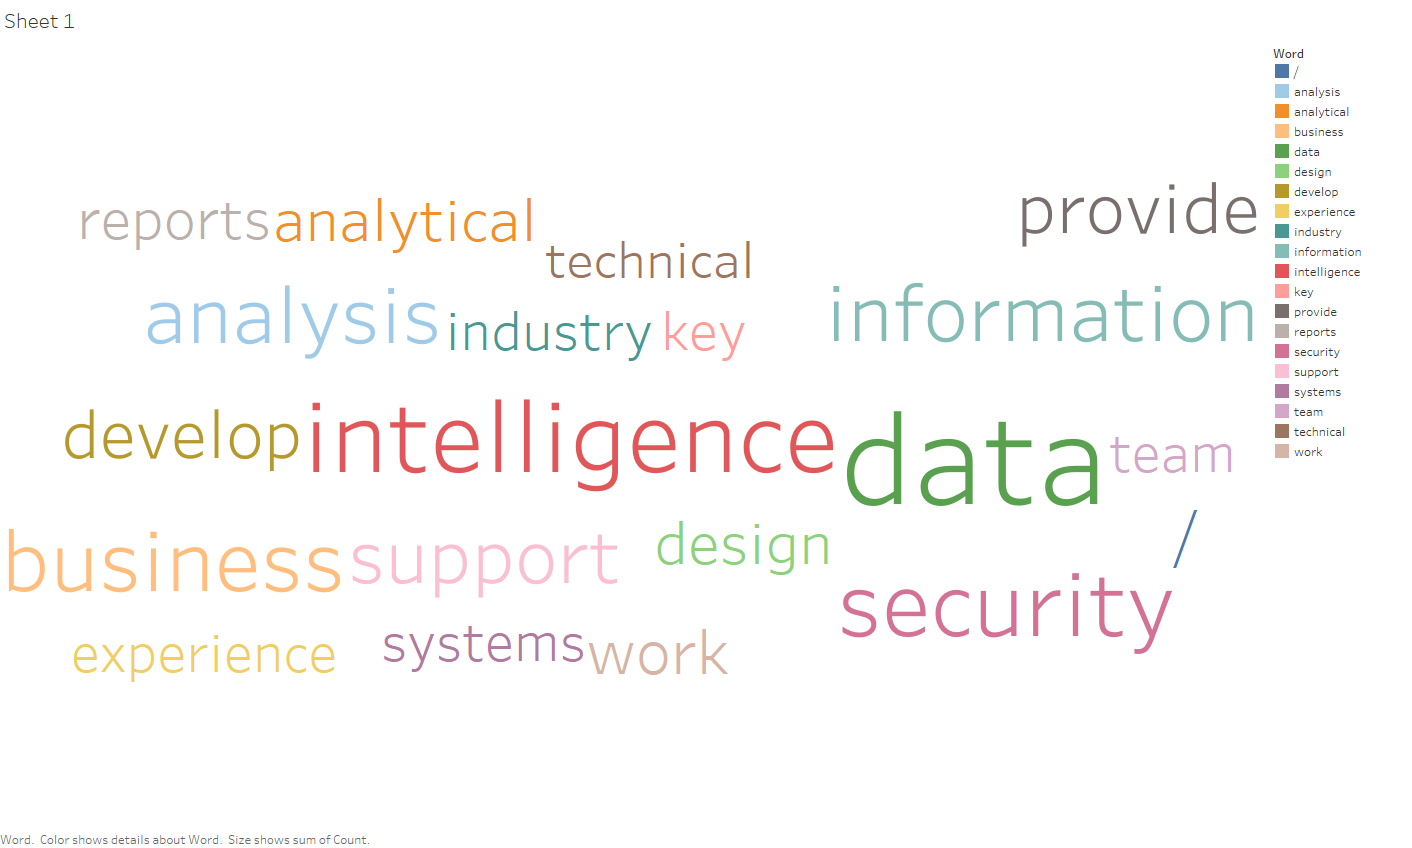 Sheet 1
reports analytical
technical
provide
analysis industry key
information
develop intelligence data team
/
business support design
security
experience systems work
Word
/
analysis
analytical
business
data
design
develop
experience
industry
information
intelligence
key
provide
reports
security
support
systems
team
technical
work
Word.  Color shows details about Word.  Size shows sum of Count.